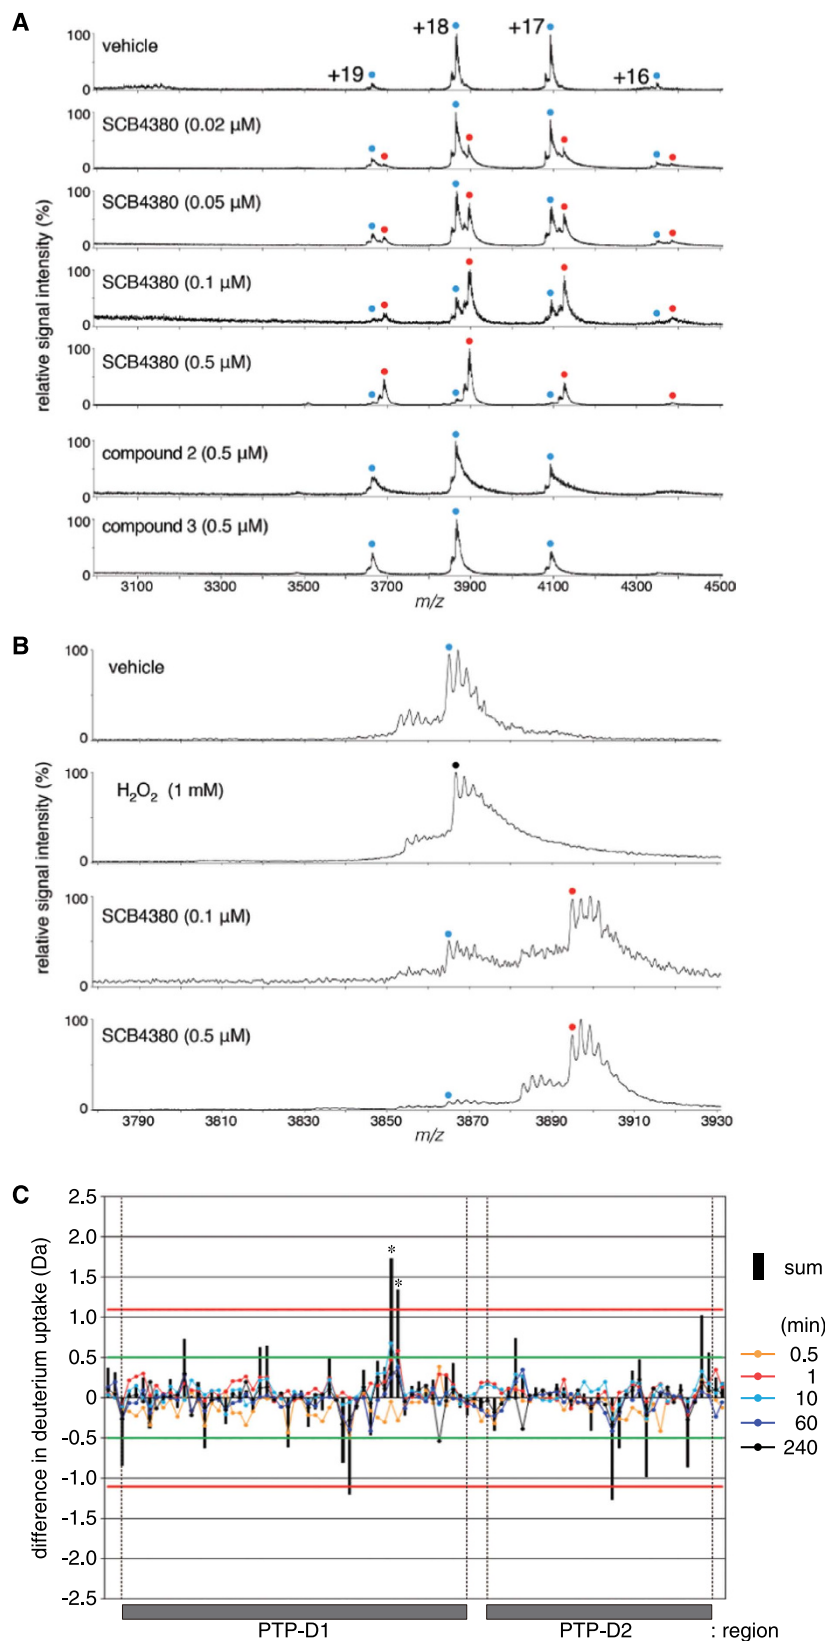 A
relative signal intensity (%)
vehicle
100
0
+19
+18
+17
+16
SCB4380 (0.02 µM)
100
0
SCB4380 (0.05 µM)
100
0
SCB4380 (0.1 µM)
100
0
SCB4380 (0.5 µM)
100
0
compound 2 (0.5 µM)
100
0
compound 3 (0.5 µM)
100
0
3100 3300 3500 3700 3900 4100 4300 4500
m/z
B
relative signal intensity (%)
vehicle
100
0
H₂O₂ (1 mM)
100
0
SCB4380 (0.1 µM)
100
0
SCB4380 (0.5 µM)
100
0
3790 3810 3830 3850 3870 3890 3910 3930
m/z
C
difference in deuterium uptake (Da)
2.5
2.0
1.5
1.0
0.5
0
-0.5
-1.0
-1.5
-2.0
-2.5
*
*
sum
(min)
0.5
1
10
60
240
PTP-D1 PTP-D2 : region